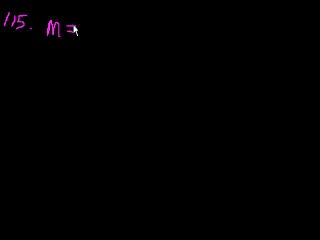 115. m =